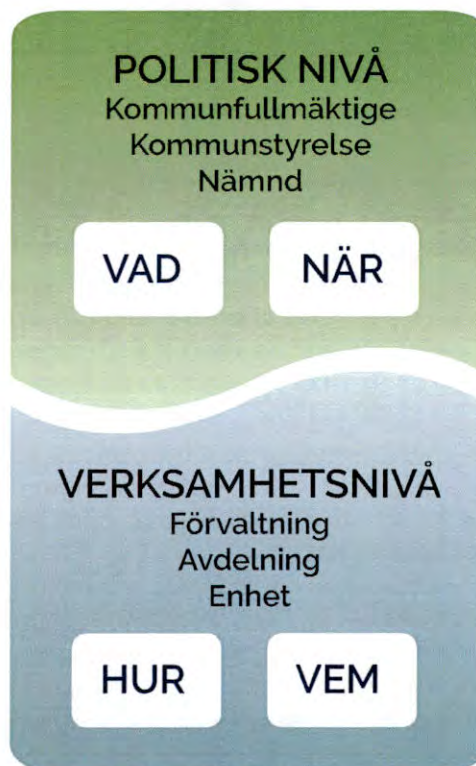 POLITISK NIVÅ
Kommunfullmäktige
Kommunstyrelse
Nämnd
VAD NÄR
VERKSAMHETSNIVÅ
Förvaltning
Avdelning
Enhet
HUR VEM